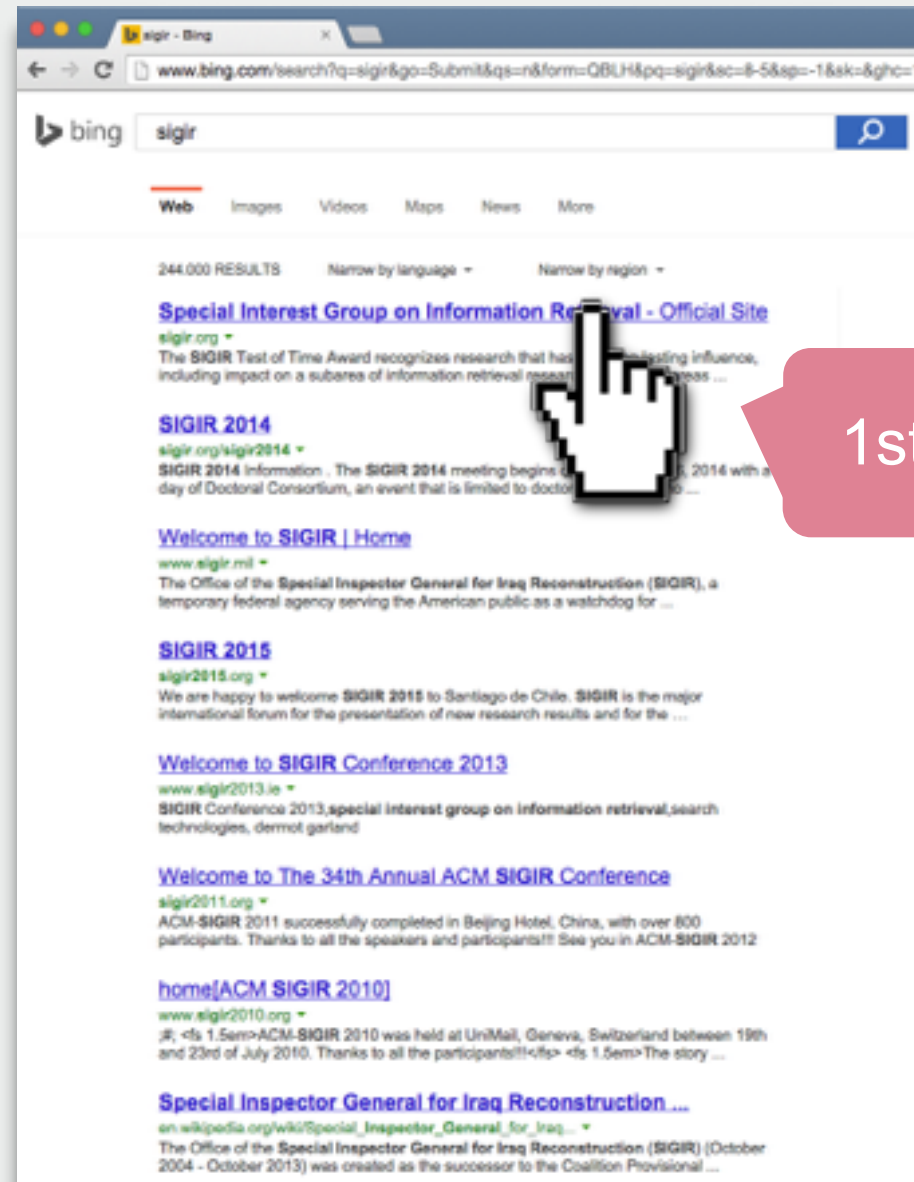 sigir - Bing
www.bing.com/search?q=sigir&go=Submit&qs=n&form=QBLH&pq=sigir&sc=8-5&sp=-1&sk=&ghc=
bing sigir
Web Images Videos Maps News More
244.000 RESULTS Narrow by language Narrow by region
Special Interest Group on Information Re val - Official Site
sigir.org
The SIGIR Test of Time Award recognizes research that has influence,
including impact on a subarea of information retrieval
1st
SIGIR 2014
sigir.org/sigir2014
SIGIR 2014 Information . The SIGIR 2014 meeting begins 2014 with a
day of Doctoral Consortium, an event that is limited to
Welcome to SIGIR | Home
www.sigir.mil
The Office of the Special Inspector General for Iraq Reconstruction (SIGIR), a
temporary federal agency serving the American public as a watchdog for ...
SIGIR 2015
sigir2015.org
We are happy to welcome SIGIR 2015 to Santiago de Chile. SIGIR is the major
international forum for the presentation of new research results and for the ...
Welcome to SIGIR Conference 2013
www.sigir2013.ie
SIGIR Conference 2013,special interest group on information retrieval,search
technologies, dermot garland
Welcome to The 34th Annual ACM SIGIR Conference
sigir2011.org
ACM-SIGIR 2011 successfully completed in Beijing Hotel, China, with over 800
participants. Thanks to all the speakers and participants!!! See you in ACM-SIGIR 2012
home[ACM SIGIR 2010]
www.sigir2010.org
;#; <fs 1.5em>ACM-SIGIR 2010 was held at UniMail, Geneva, Switzerland between 19th
and 23rd of July 2010. Thanks to all the participants!!!</fs> <fs 1.5em>The story ...
Special Inspector General for Iraq Reconstruction ...
en.wikipedia.org/wiki/Special_Inspector_General_for_Iraq...
The Office of the Special Inspector General for Iraq Reconstruction (SIGIR) (October
2004 - October 2013) was created as the successor to the Coalition Provisional ...